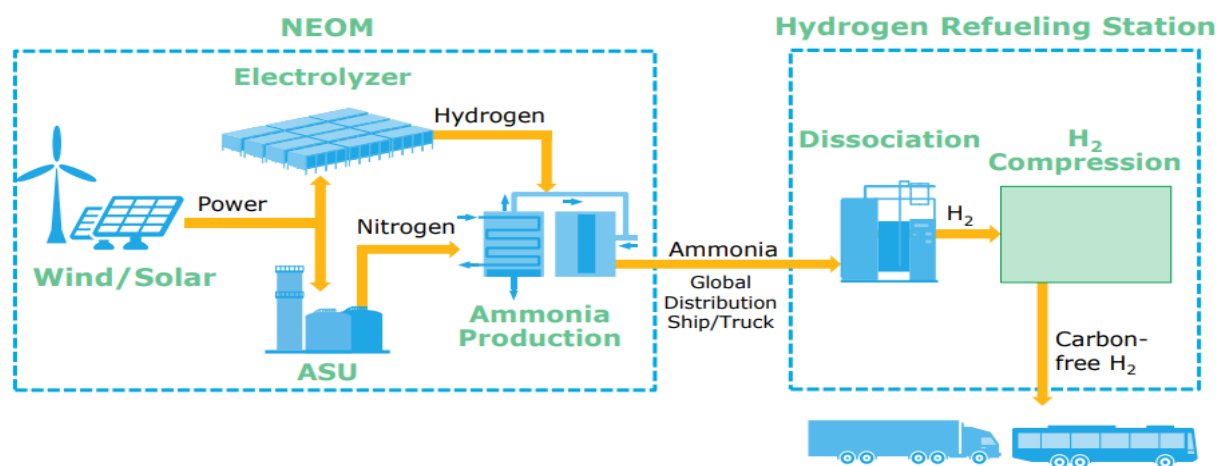 NEOM
Electrolyzer
Hydrogen
Power
Nitrogen
Wind/Solar
Ammonia
Production
ASU
Ammonia
Global
Distribution
Ship/Truck
Hydrogen Refueling Station
Dissociation
H₂
Compression
H₂
Carbon-
free H₂